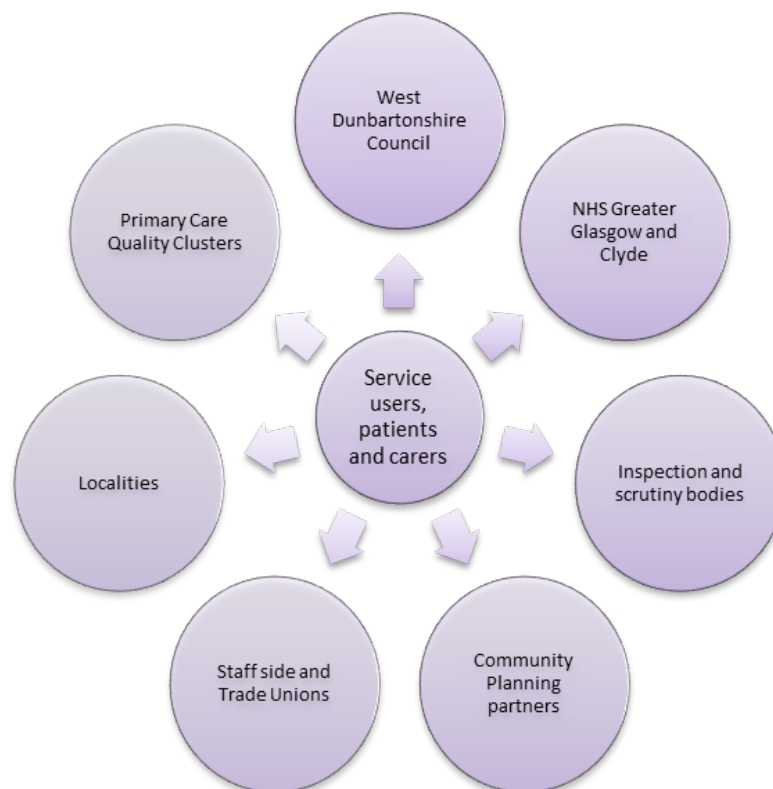 West
Dunbartonshire
Council
NHS Greater
Glasgow and
Clyde
Inspection and
scrutiny bodies
Community
Planning
partners
Staff side and
Trade Unions
Localities
Primary Care
Quality Clusters
Service
users,
patients
and carers